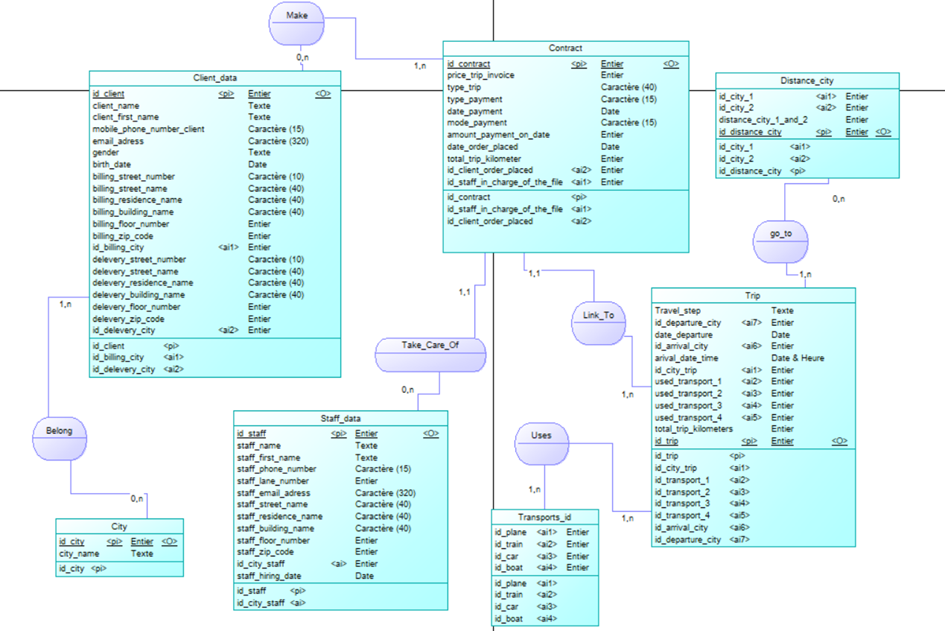 Make
0,n
1,n
Client_data
id_client <pi> Entier <O>
client_name Texte
client_first_name Texte
mobile_phone_number_client Caractère (15)
email_adress Caractère (320)
gender Texte
birth_date Date
billing_street_number Caractère (10)
billing_street_name Caractère (40)
billing_residence_name Caractère (40)
billing_building_name Caractère (40)
billing_floor_number Entier
billing_zip_code Entier
id_billing_city <ai1> Entier
delevery_street_number Caractère (10)
delevery_street_name Caractère (40)
delevery_residence_name Caractère (40)
delevery_building_name Caractère (40)
delevery_floor_number Entier
delevery_zip_code Entier
id_delevery_city <ai2> Entier
id_client <pi>
id_billing_city <ai1>
id_delevery_city <ai2>
Contract
id_contract <pi> Entier <O>
price_trip_invoice Entier
type_trip Caractère (40)
type_payment Caractère (15)
date_payment Date
mode_payment Caractère (15)
amount_payment_on_date Entier
date_order_placed Date
total_trip_kilometer Entier
id_client_order_placed <ai2> Entier
id_staff_in_charge_of_the_file <ai1> Entier
id_contract <pi>
id_staff_in_charge_of_the_file <ai1>
id_client_order_placed <ai2>
Distance_city
id_city_1 <ai1> Entier
id_city_2 <ai2> Entier
distance_city_1_and_2 Entier
id_distance_city <pi> Entier <O>
id_city_1 <ai1>
id_city_2 <ai2>
id_distance_city <pi>
0,n
go_to
1,n
1,1
1,1
Link_To
1,n
Take_Care_Of
0,n
Trip
Travel_step Texte
id_departure_city <ai7> Entier
date_departure Date
id_arrival_city <ai6> Entier
arival_date_time Date & Heure
id_city_trip <ai1> Entier
used_transport_1 <ai2> Entier
used_transport_2 <ai3> Entier
used_transport_3 <ai4> Entier
used_transport_4 <ai5> Entier
total_trip_kilometers Entier
id_trip <pi> Entier <O>
id_trip <pi>
id_city_trip <ai1>
id_transport_1 <ai2>
id_transport_2 <ai3>
id_transport_3 <ai4>
id_transport_4 <ai5>
id_arrival_city <ai6>
id_departure_city <ai7>
1,n
Belong
0,n
City
id_city <pi> Entier <O>
city_name Texte
id_city <pi>
Staff_data
id_staff <pi> Entier <O>
staff_name Texte
staff_first_name Texte
staff_phone_number Caractère (15)
staff_lane_number Entier
staff_email_adress Caractère (320)
staff_street_name Caractère (40)
staff_residence_name Caractère (40)
staff_building_name Caractère (40)
staff_floor_number Entier
staff_zip_code Entier
id_city_staff <ai> Entier
staff_hiring_date Date
id_staff <pi>
id_city_staff <ai>
Uses
1,n
1,n
Transports_id
id_plane <ai1> Entier
id_train <ai2> Entier
id_car <ai3> Entier
id_boat <ai4> Entier
id_plane <ai1>
id_train <ai2>
id_car <ai3>
id_boat <ai4>